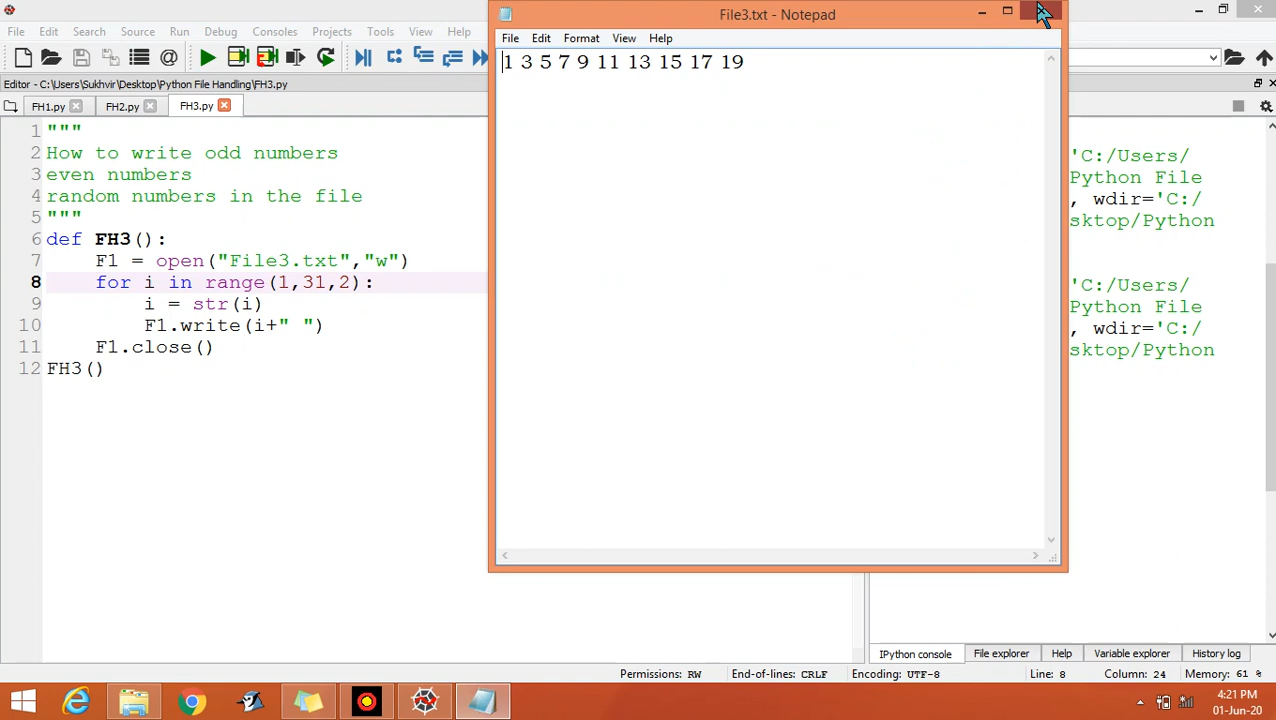 File Edit Search Source Run Debug Consoles Projects Tools View Help
Editor - C:\Users\Sukhvir\Desktop\Python File Handling\FH3.py
FH1.py FH2.py FH3.py
1 """
2 How to write odd numbers
3 even numbers
4 random numbers in the file
5 """
6 def FH3():
7 F1 = open("File3.txt","w")
8 for i in range(1,31,2):
9 i = str(i)
10 F1.write(i+" ")
11 F1.close()
12 FH3()
File3.txt - Notepad
File Edit Format View Help
1 3 5 7 9 11 13 15 17 19
'C:/Users/
Python File
, wdir='C:/
sktop/Python
'C:/Users/
Python File
, wdir='C:/
sktop/Python
IPython console File explorer Help Variable explorer History log
Permissions: RW End-of-lines: CRLF Encoding: UTF-8 Line: 8 Column: 24 Memory: 61 %
4:21 PM
01-Jun-20